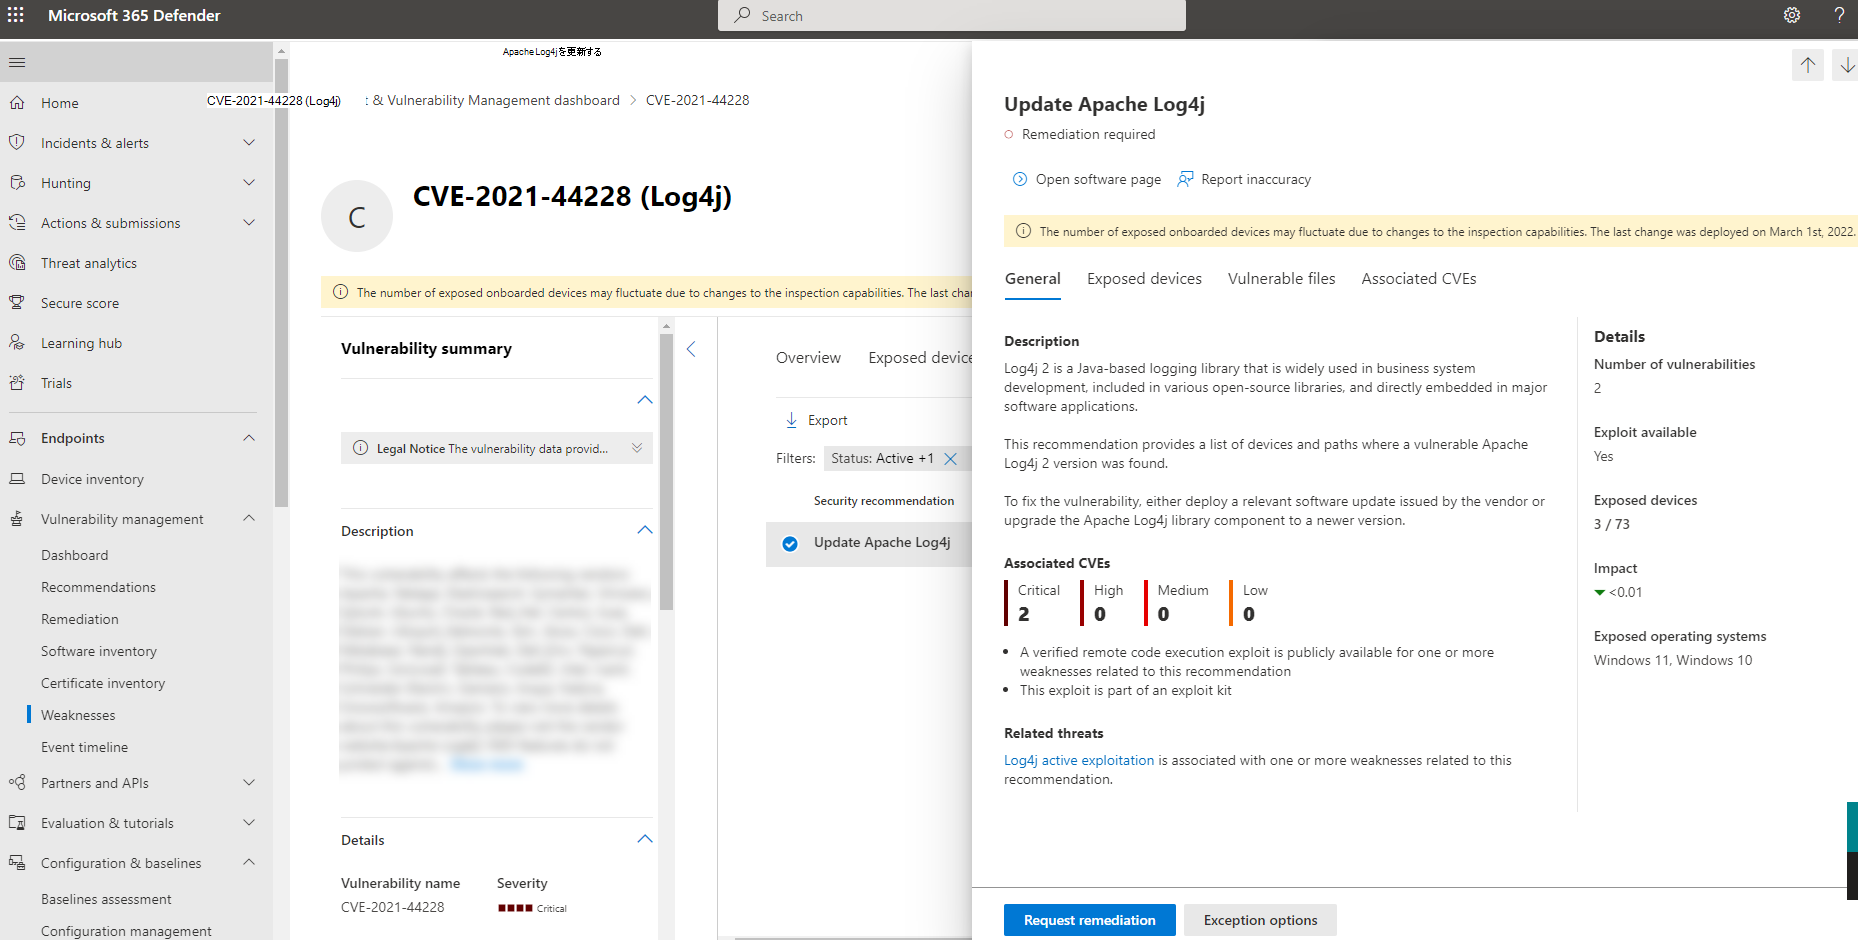 Microsoft 365 Defender
Search
?
Home
Incidents & alerts
Hunting
Actions & submissions
Threat analytics
Secure score
Learning hub
Trials
Endpoints
Device inventory
Vulnerability management
Dashboard
Recommendations
Remediation
Software inventory
Certificate inventory
Weaknesses
Event timeline
Partners and APIs
Evaluation & tutorials
Configuration & baselines
Baselines assessment
Configuration management
Apache Log4jを更新する
CVE-2021-44228 (Log4j)
& Vulnerability Management dashboard > CVE-2021-44228
C
CVE-2021-44228 (Log4j)
The number of exposed onboarded devices may fluctuate due to changes to the inspection capabilities. The last char
Vulnerability summary
Legal Notice The vulnerability data provid...
Description
Details
Vulnerability name
CVE-2021-44228
Severity
Critical
Overview
Exposed device
Export
Filters: Status: Active +1
Security recommendation
Update Apache Log4j
Update Apache Log4j
Remediation required
Open software page
Report inaccuracy
The number of exposed onboarded devices may fluctuate due to changes to the inspection capabilities. The last change was deployed on March 1st, 2022.
General
Exposed devices
Vulnerable files
Associated CVEs
Description
Log4j 2 is a Java-based logging library that is widely used in business system
development, included in various open-source libraries, and directly embedded in major
software applications.
This recommendation provides a list of devices and paths where a vulnerable Apache
Log4j 2 version was found.
To fix the vulnerability, either deploy a relevant software update issued by the vendor or
upgrade the Apache Log4j library component to a newer version.
Associated CVEs
Critical
2
High
0
Medium
0
Low
0
• A verified remote code execution exploit is publicly available for one or more
weaknesses related to this recommendation
• This exploit is part of an exploit kit
Related threats
Log4j active exploitation is associated with one or more weaknesses related to this
recommendation.
Details
Number of vulnerabilities
2
Exploit available
Yes
Exposed devices
3 / 73
Impact
<0.01
Exposed operating systems
Windows 11, Windows 10
Request remediation
Exception options